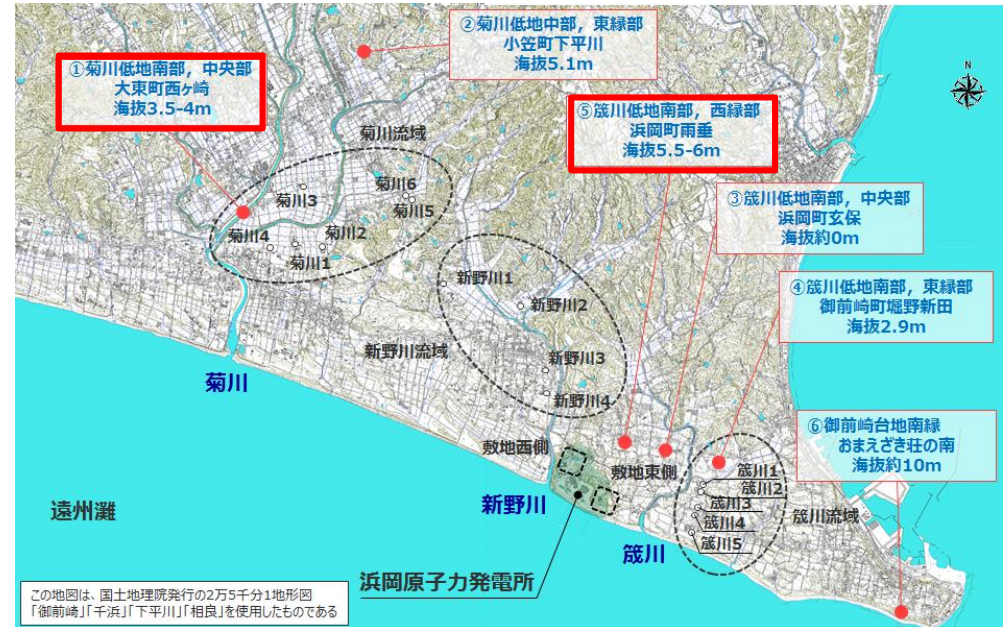 ①菊川低地南部，中央部
大東町西ヶ崎
海抜3.5-4m
②菊川低地中部，東縁部
小笠町下平川
海抜5.1m
⑤筬川低地南部，西縁部
浜岡町雨垂
海抜5.5-6m
③筬川低地南部，中央部
浜岡町玄保
海抜約0m
④筬川低地南部，東縁部
御前崎町堀野新田
海抜2.9m
⑥御前崎台地南縁
おまえざき荘の南
海抜約10m
N
菊川流域
菊川3
菊川6
菊川5
菊川4
菊川2
菊川1
新野川1
新野川2
新野川流域
新野川3
新野川4
菊川
敷地西側
敷地東側
筬川1
筬川2
筬川3
筬川4
筬川5
筬川流域
遠州灘
新野川
筬川
浜岡原子力発電所
この地図は、国土地理院発行の2万5千分1地形図
「御前崎」「千浜」「下平川」「相良」を使用したものである